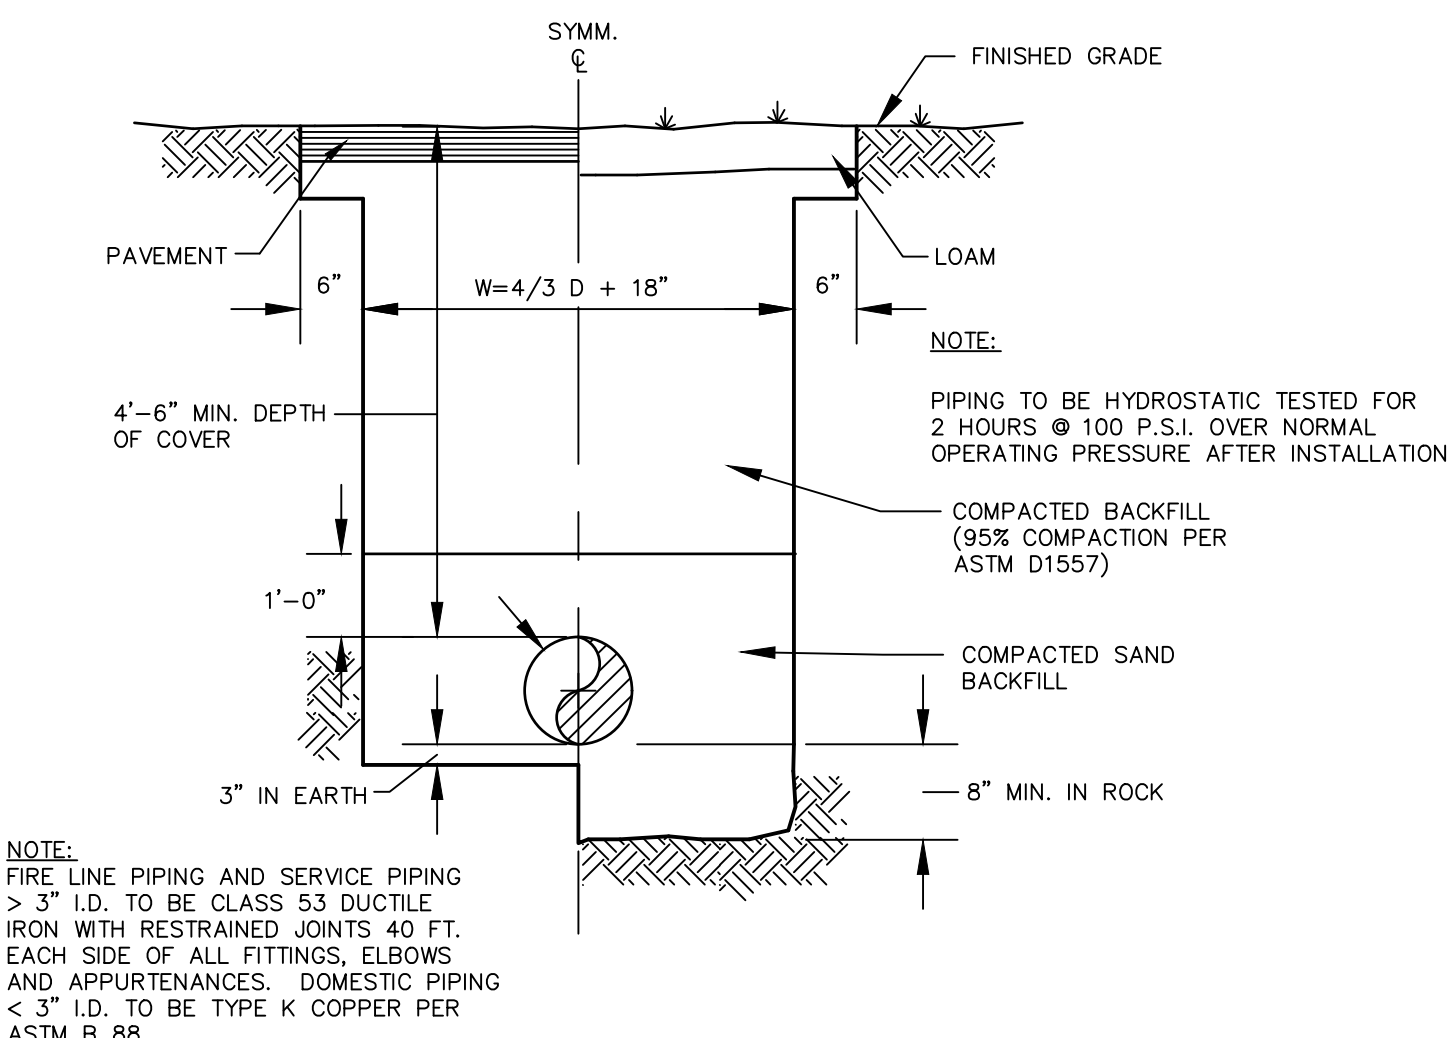 SYMM.
℄
FINISHED GRADE
PAVEMENT
LOAM
6"
W=4/3 D + 18"
6"
NOTE:
PIPING TO BE HYDROSTATIC TESTED FOR
2 HOURS @ 100 P.S.I. OVER NORMAL
OPERATING PRESSURE AFTER INSTALLATION
4'-6" MIN. DEPTH
OF COVER
COMPACTED BACKFILL
(95% COMPACTION PER
ASTM D1557)
1'-0"
COMPACTED SAND
BACKFILL
3" IN EARTH
8" MIN. IN ROCK
NOTE:
FIRE LINE PIPING AND SERVICE PIPING
> 3" I.D. TO BE CLASS 53 DUCTILE
IRON WITH RESTRAINED JOINTS 40 FT.
EACH SIDE OF ALL FITTINGS, ELBOWS
AND APPURTENANCES. DOMESTIC PIPING
< 3" I.D. TO BE TYPE K COPPER PER
ASTM B 88